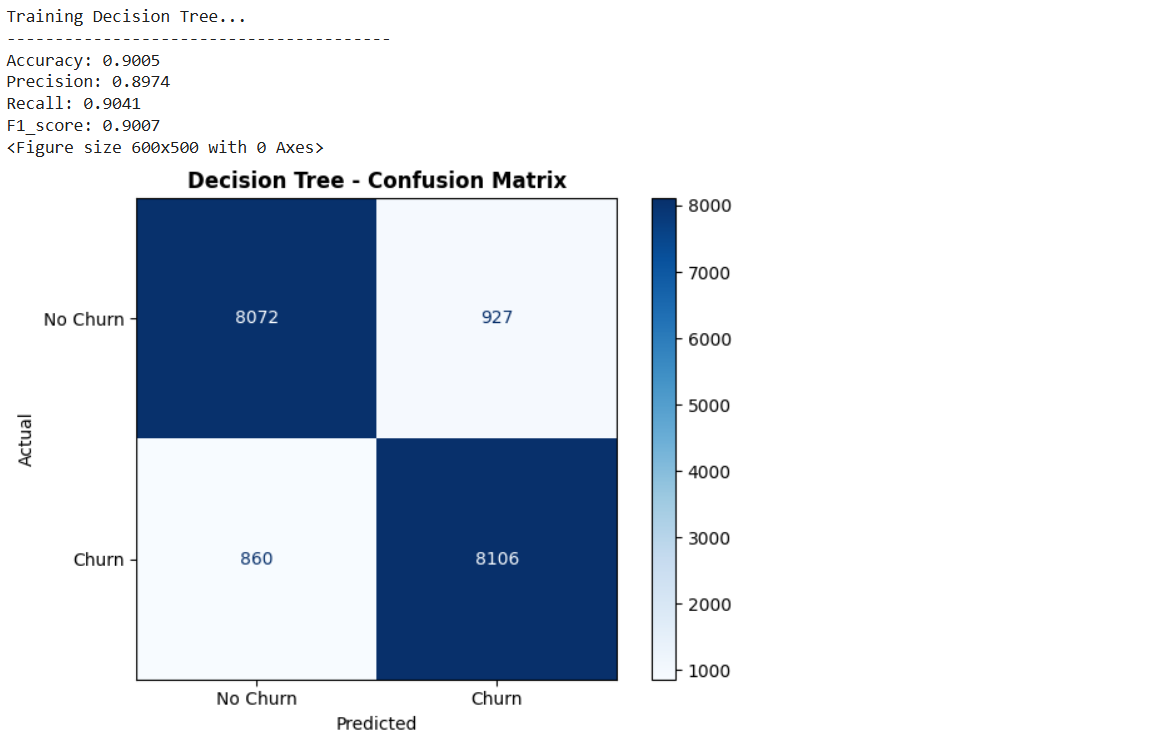 Training Decision Tree...
----------------------------------------
Accuracy: 0.9005
Precision: 0.8974
Recall: 0.9041
F1_score: 0.9007
<Figure size 600x500 with 0 Axes>
Decision Tree - Confusion Matrix
8000
7000
6000
5000
4000
3000
2000
1000
Actual
No Churn
8072
927
Churn
860
8106
No Churn
Churn
Predicted